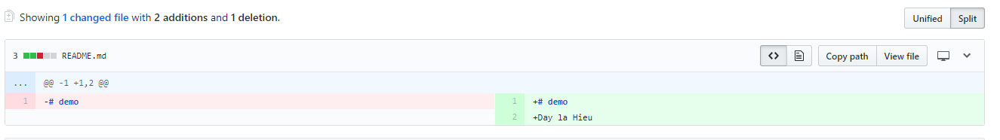 Showing 1 changed file with 2 additions and 1 deletion.
Unified Split
3 README.md
<> Copy path View file
... @@ -1 +1,2 @@
1 -# demo 1 +# demo
2 +Day la Hieu